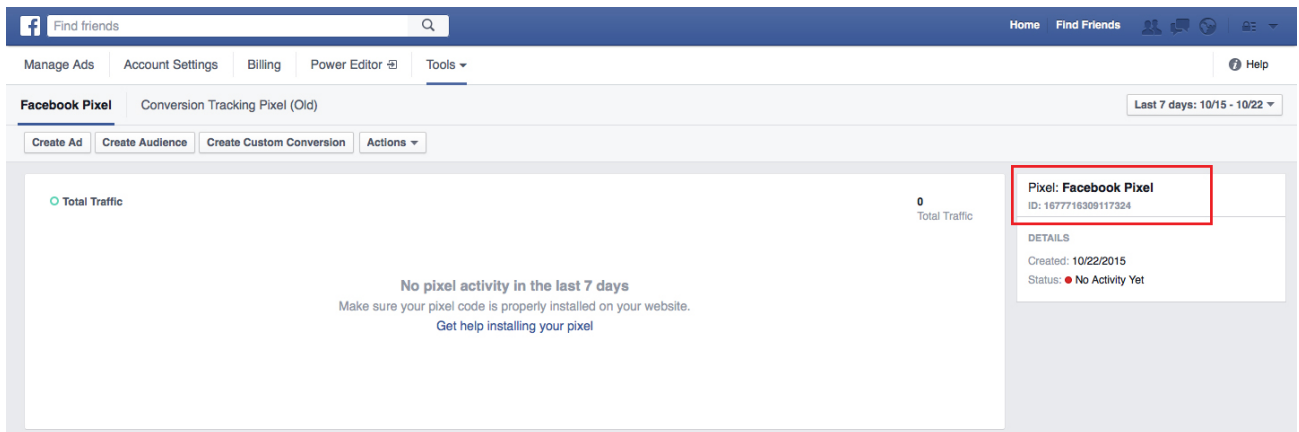 f Find friends Home Find Friends
Manage Ads Account Settings Billing Power Editor Tools Help
Facebook Pixel Conversion Tracking Pixel (Old) Last 7 days: 10/15 - 10/22
Create Ad Create Audience Create Custom Conversion Actions
Total Traffic
0
Total Traffic
No pixel activity in the last 7 days
Make sure your pixel code is properly installed on your website.
Get help installing your pixel
Pixel: Facebook Pixel
ID: 1677716309117324
DETAILS
Created: 10/22/2015
Status: No Activity Yet